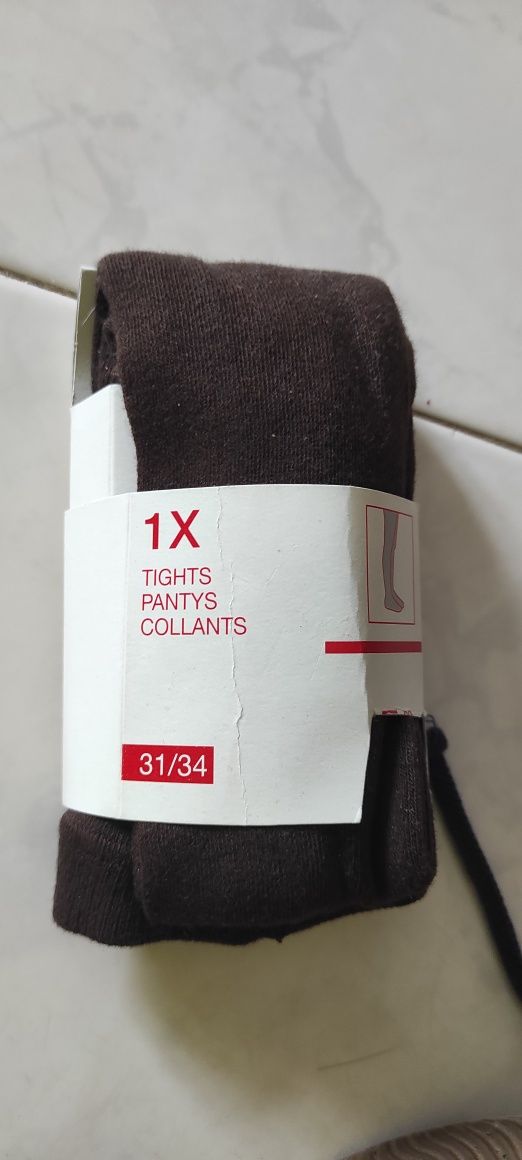 1X
TIGHTS
PANTYS
COLLANTS
31/34